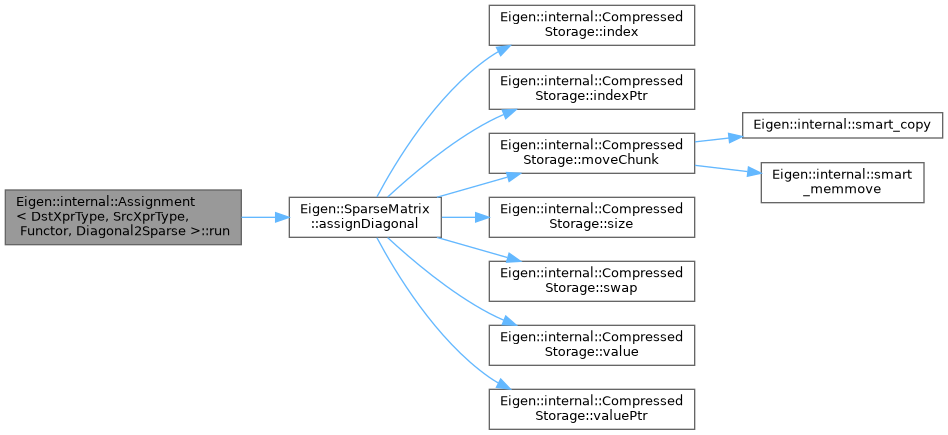 Eigen::internal::Assignment
< DstXprType, SrcXprType,
Functor, Diagonal2Sparse >::run
Eigen::SparseMatrix
::assignDiagonal
Eigen::internal::Compressed
Storage::index
Eigen::internal::Compressed
Storage::indexPtr
Eigen::internal::Compressed
Storage::moveChunk
Eigen::internal::smart_copy
Eigen::internal::smart
_memmove
Eigen::internal::Compressed
Storage::size
Eigen::internal::Compressed
Storage::swap
Eigen::internal::Compressed
Storage::value
Eigen::internal::Compressed
Storage::valuePtr